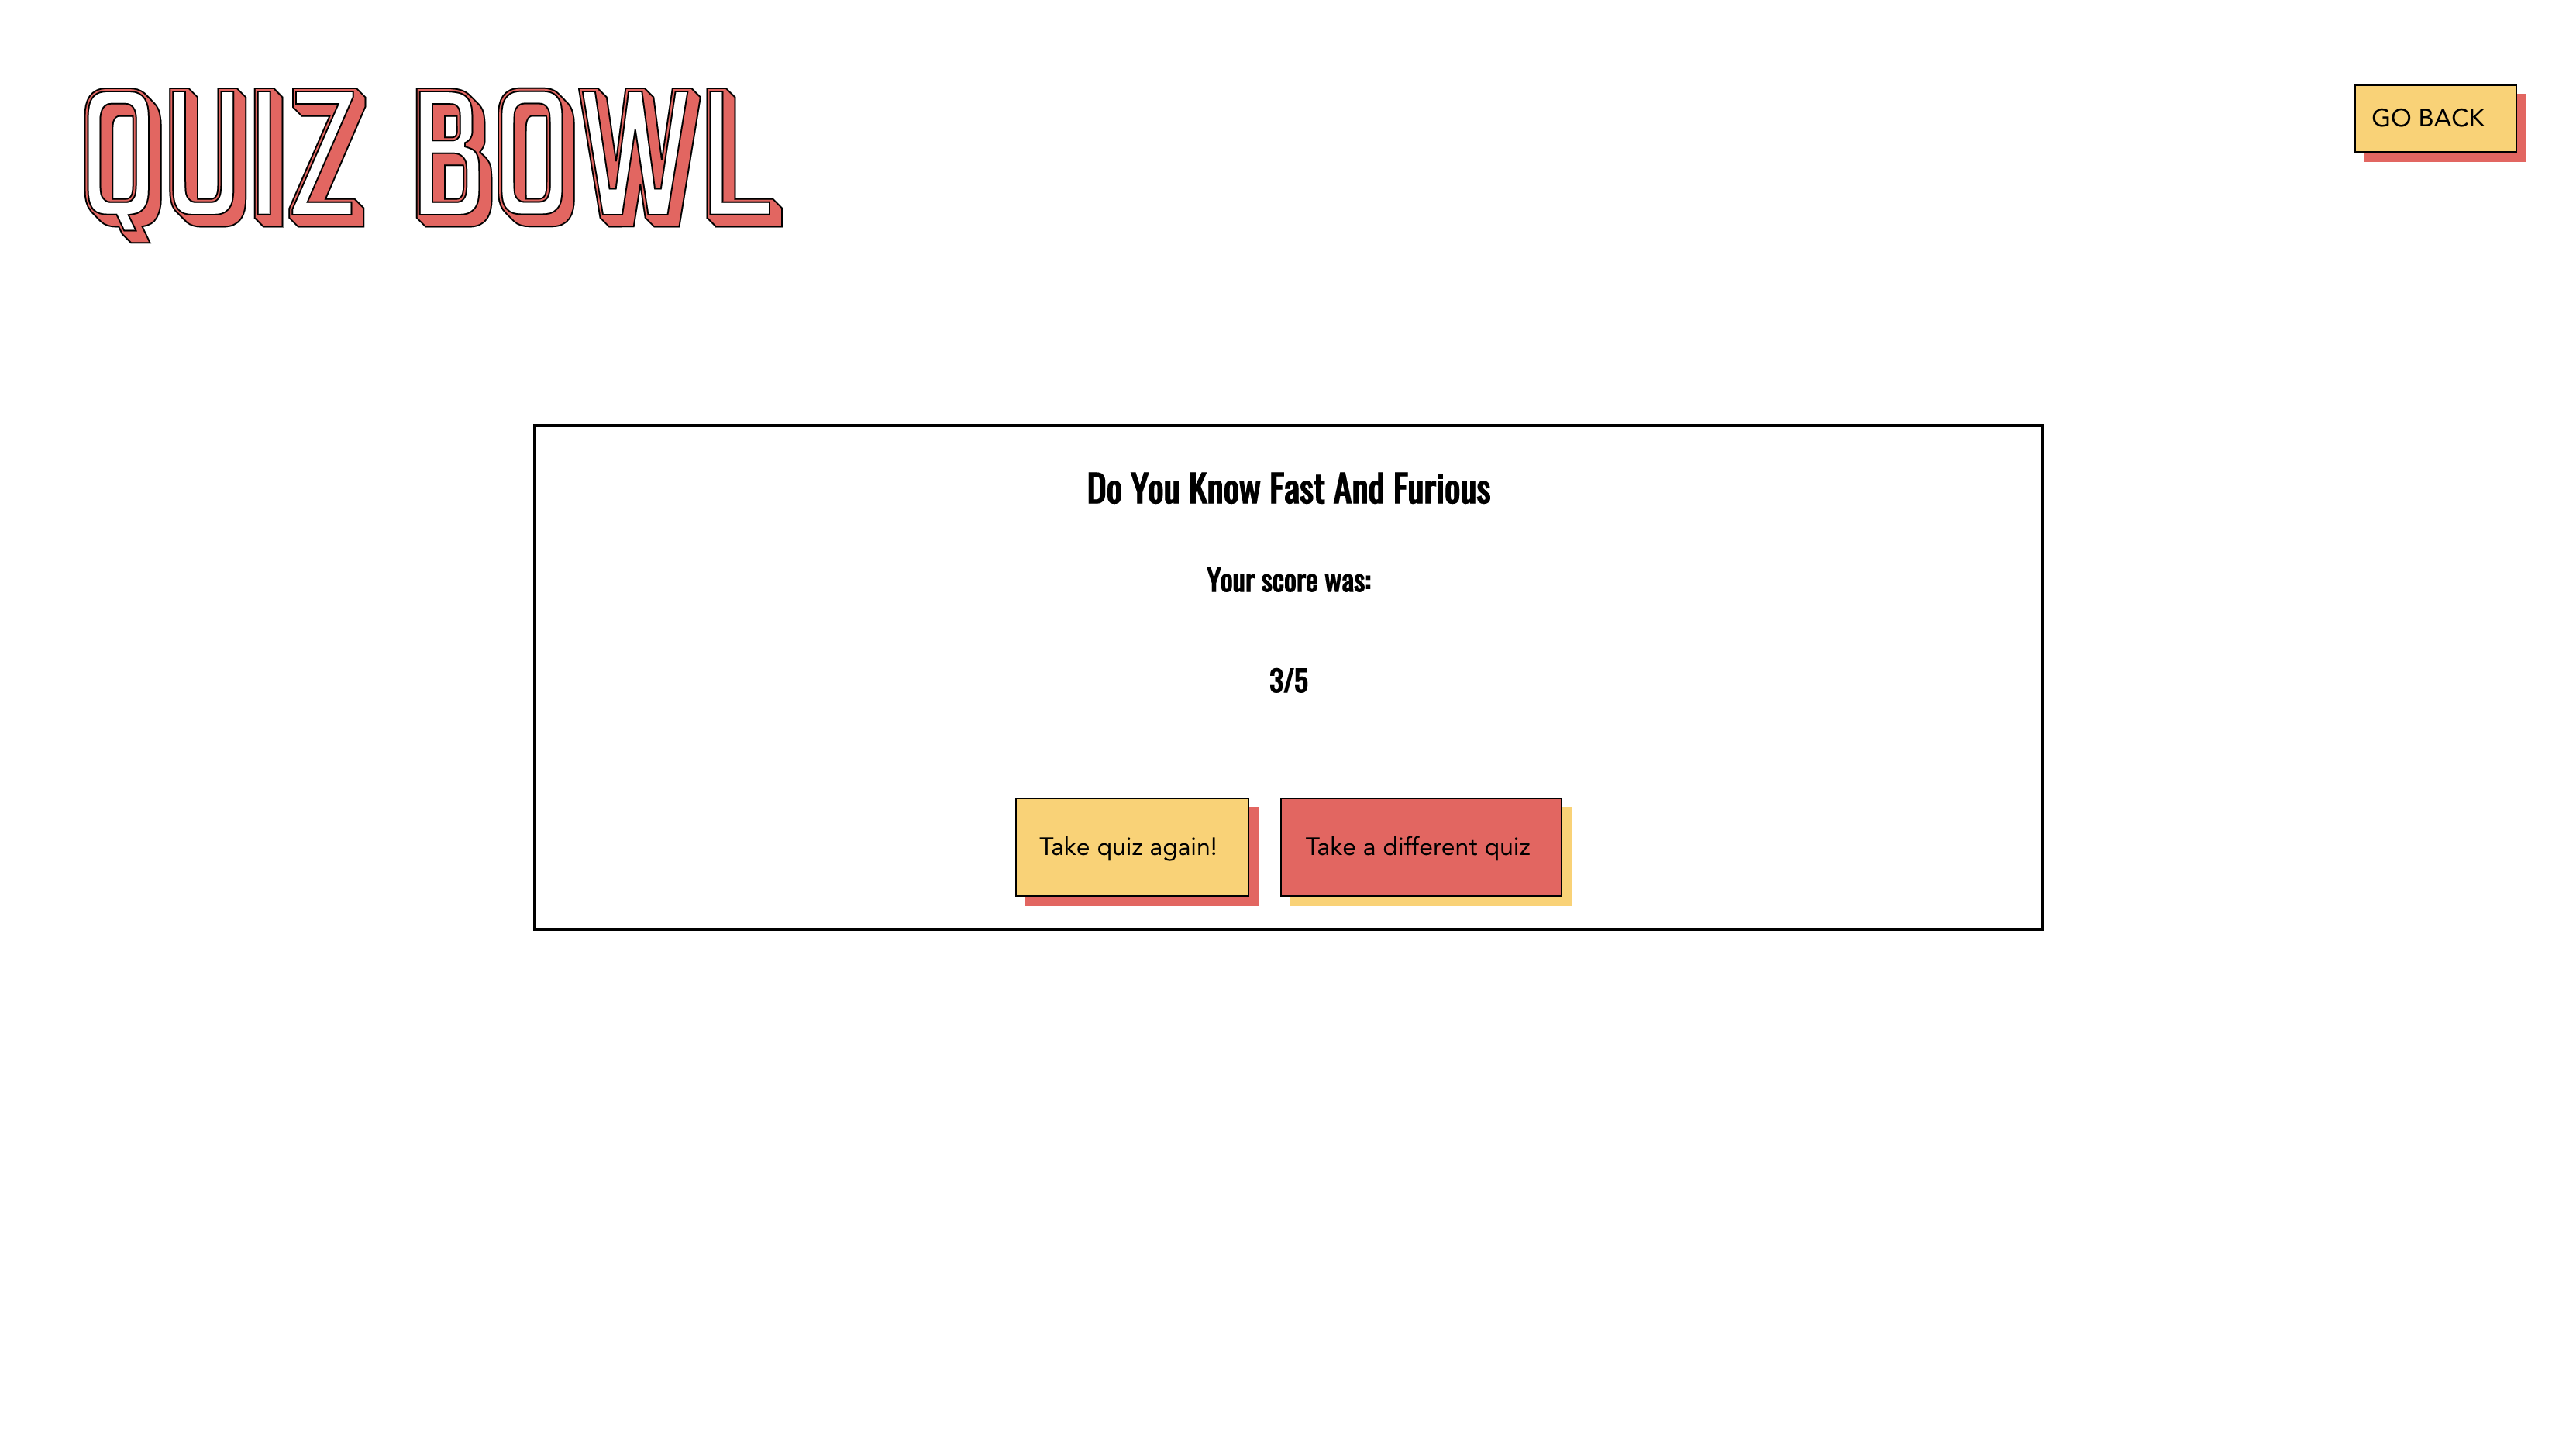 QUIZ BOWL
GO BACK
Do You Know Fast And Furious
Your score was:
3/5
Take quiz again!
Take a different quiz